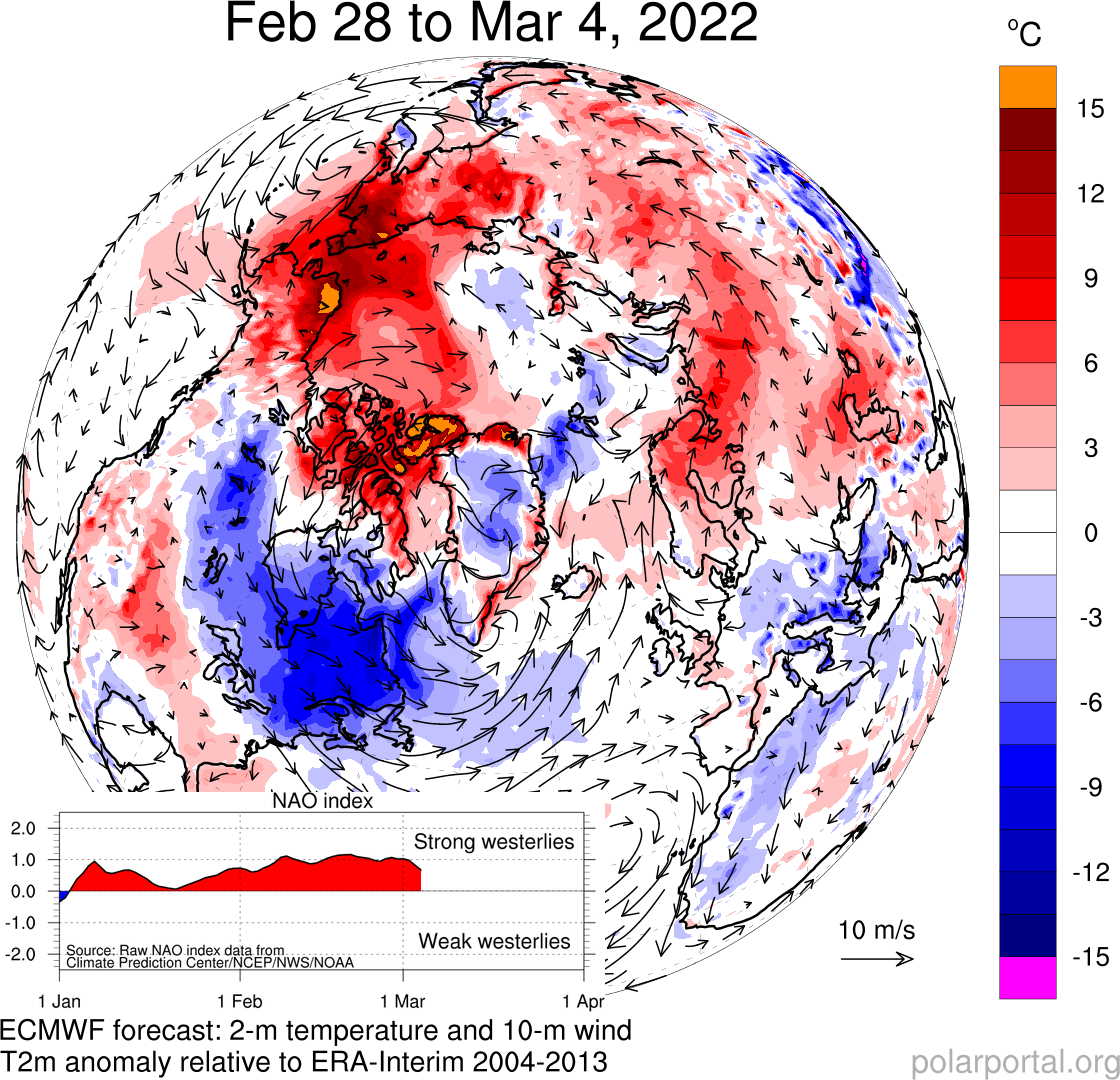 Feb 28 to Mar 4, 2022
oC
15
12
9
6
3
0
-3
-6
-9
-12
-15
NAO index
2.0
1.0
0.0
-1.0
-2.0
Strong westerlies
Weak westerlies
Source: Raw NAO index data from
Climate Prediction Center/NCEP/NWS/NOAA
1 Jan
1 Feb
1 Mar
1 Apr
10 m/s
ECMWF forecast: 2-m temperature and 10-m wind
T2m anomaly relative to ERA-Interim 2004-2013
polarportal.org